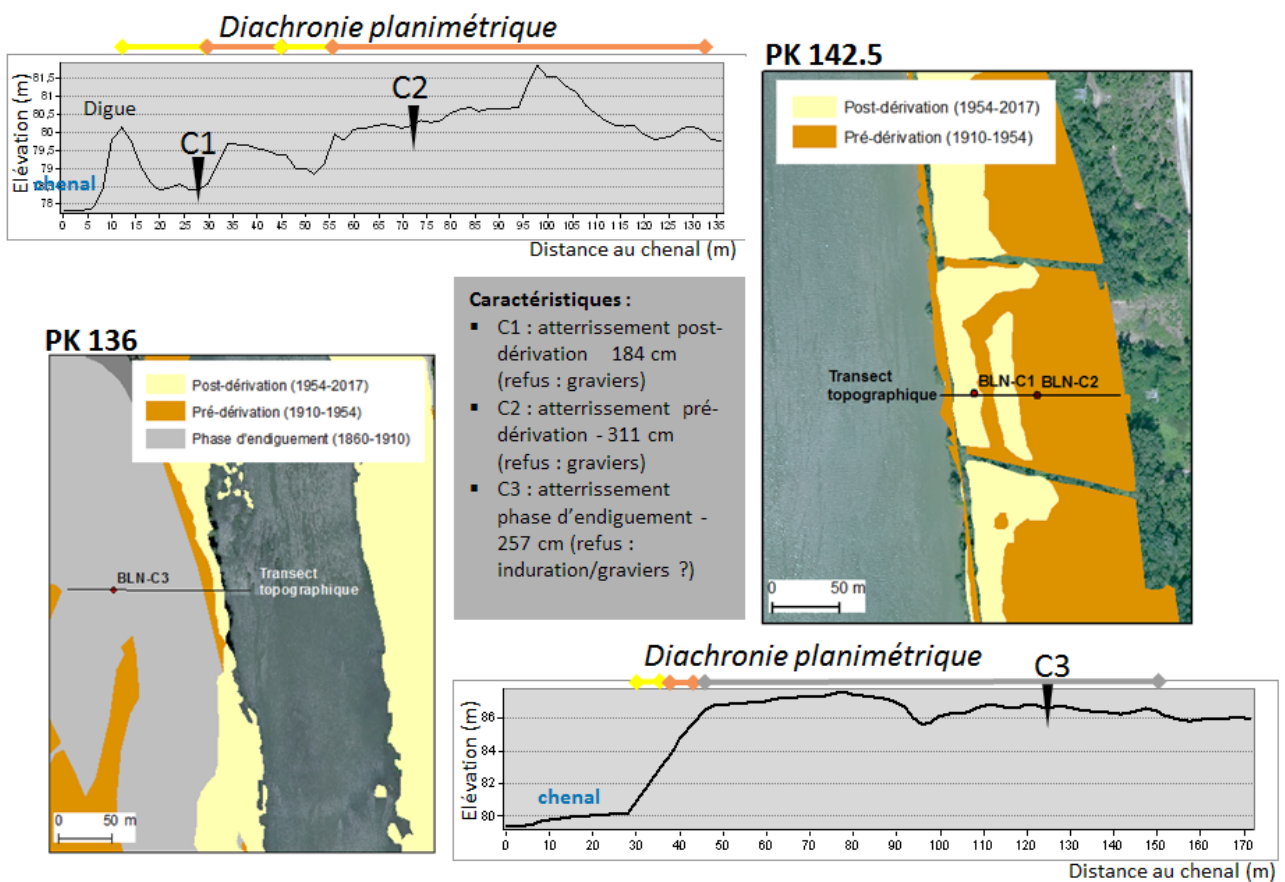 Diachronie planimétrique
Elévation (m)
81,5
81
80,5
80
79,5
79
78,5
78
Digue
C1
C2
chenal
0 5 10 15 20 25 30 35 40 45 50 55 60 65 70 75 80 85 90 95 100 105 110 115 120 125 130 135
Distance au chenal (m)
PK 142.5
Post-dérivation (1954-2017)
Pré-dérivation (1910-1954)
Transect
topographique
BLN-C1 BLN-C2
0 50 m
PK 136
Post-dérivation (1954-2017)
Pré-dérivation (1910-1954)
Phase d'endiguement (1860-1910)
BLN-C3
Transect
topographique
0 50 m
Caractéristiques :
▪ C1 : atterrissement post-
dérivation 184 cm
(refus : graviers)
▪ C2 : atterrissement pré-
dérivation - 311 cm
(refus : graviers)
▪ C3 : atterrissement
phase d'endiguement -
257 cm (refus :
induration/graviers ?)
Diachronie planimétrique
C3
Elévation (m)
86
84
82
80
chenal
0 10 20 30 40 50 60 70 80 90 100 110 120 130 140 150 160 170
Distance au chenal (m)